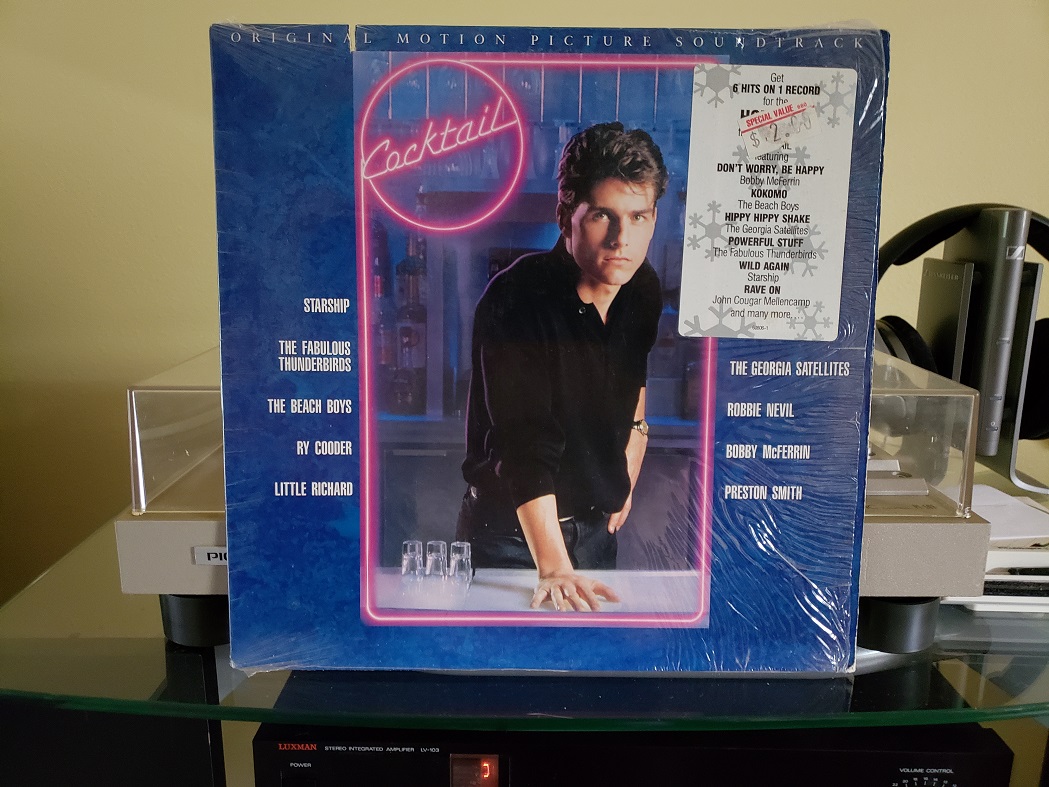 ORIGINAL MOTION PICTURE SOUNDTRACK
Cocktail
Get
6 HITS ON 1 RECORD
for the
SPECIAL VALUE
$ 2.00
DON'T WORRY, BE HAPPY
Bobby McFerrin
KOKOMO
The Beach Boys
HIPPY HIPPY SHAKE
The Georgia Satellites
POWERFUL STUFF
The Fabulous Thunderbirds
WILD AGAIN
Starship
RAVE ON
John Cougar Mellencamp
and many more...
STARSHIP
THE FABULOUS
THUNDERBIRDS
THE BEACH BOYS
RY COODER
LITTLE RICHARD
THE GEORGIA SATELLITES
ROBBIE NEVIL
BOBBY McFERRIN
PRESTON SMITH
LUXMAN STEREO INTEGRATED AMPLIFIER LV-103
POWER
VOLUME CONTROL